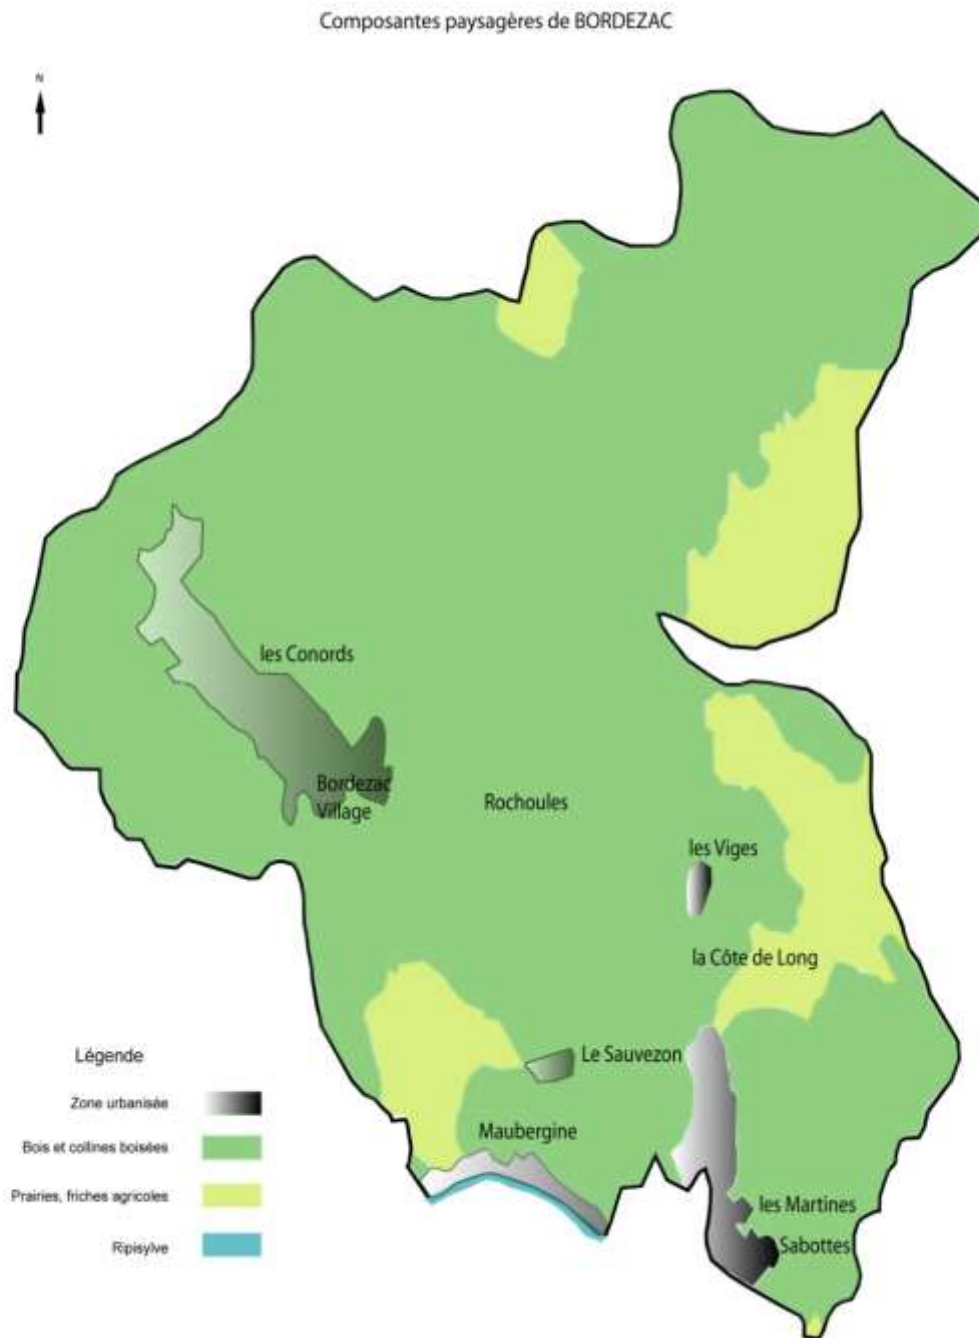 Composantes paysagères de BORDEZAC
N
les Conords
Bordezac
Village
Rochoules
les Viges
la Côte de Long
Le Sauvezon
Maubergine
les Martines
Sabottes
Légende
Zone urbanisée
Bois et collines boisées
Prairies, friches agricoles
Ripisylve